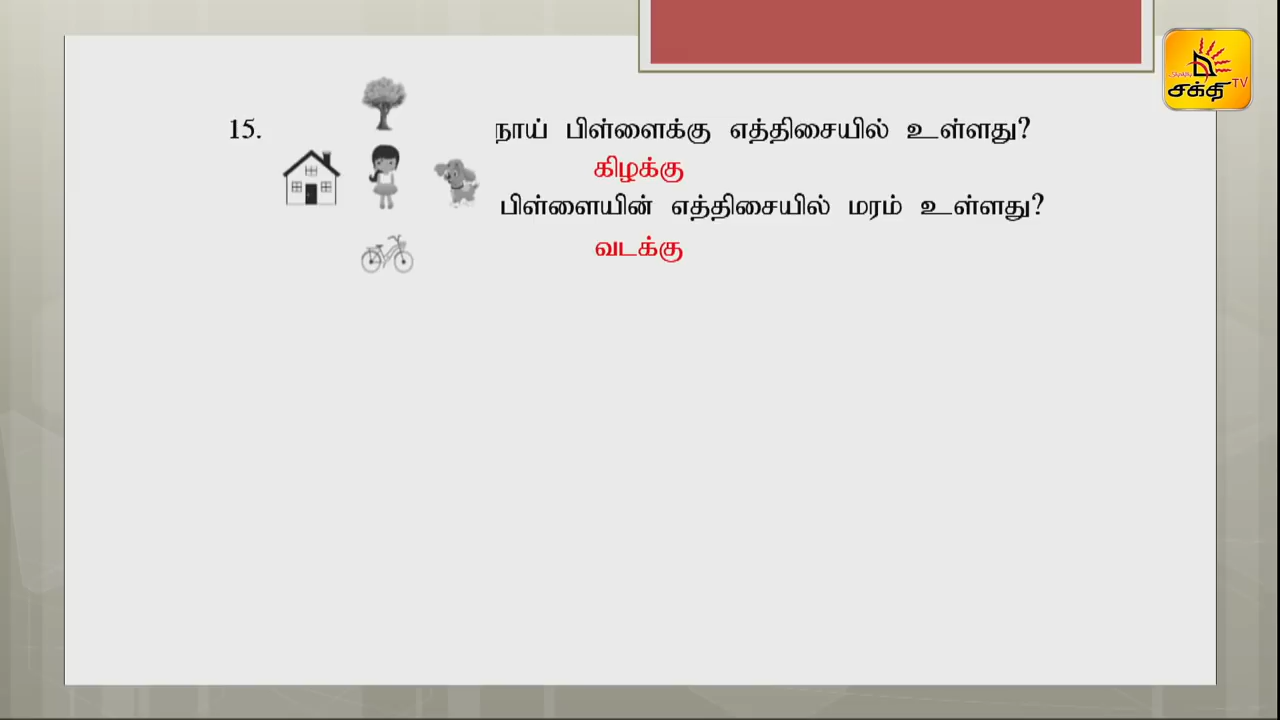 15. நாய் பிள்ளைக்கு எத்திசையில் உள்ளது?
கிழக்கு
பிள்ளையின் எத்திசையில் மரம் உள்ளது?
வடக்கு
சக்தி TV